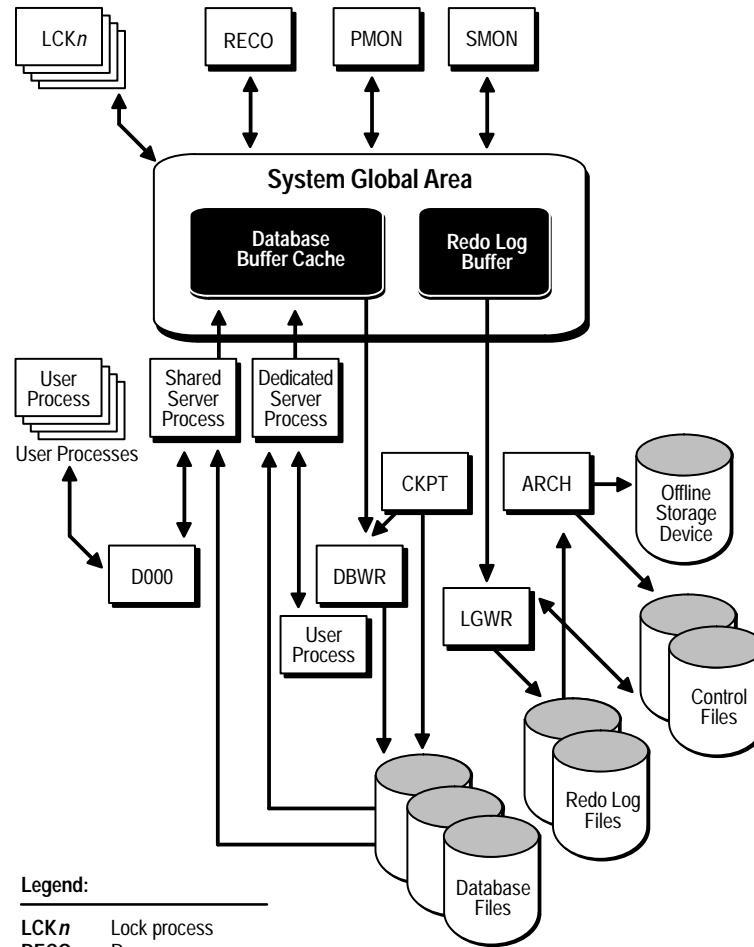 LCKn
RECO
PMON
SMON
System Global Area
Database
Buffer Cache
Redo Log
Buffer
User
Process
User Processes
Shared
Server
Process
Dedicated
Server
Process
CKPT
ARCH
Offline
Storage
Device
D000
DBWR
User
Process
LGWR
Control
Files
Redo Log
Files
Database
Files
Legend:
LCKn Lock process